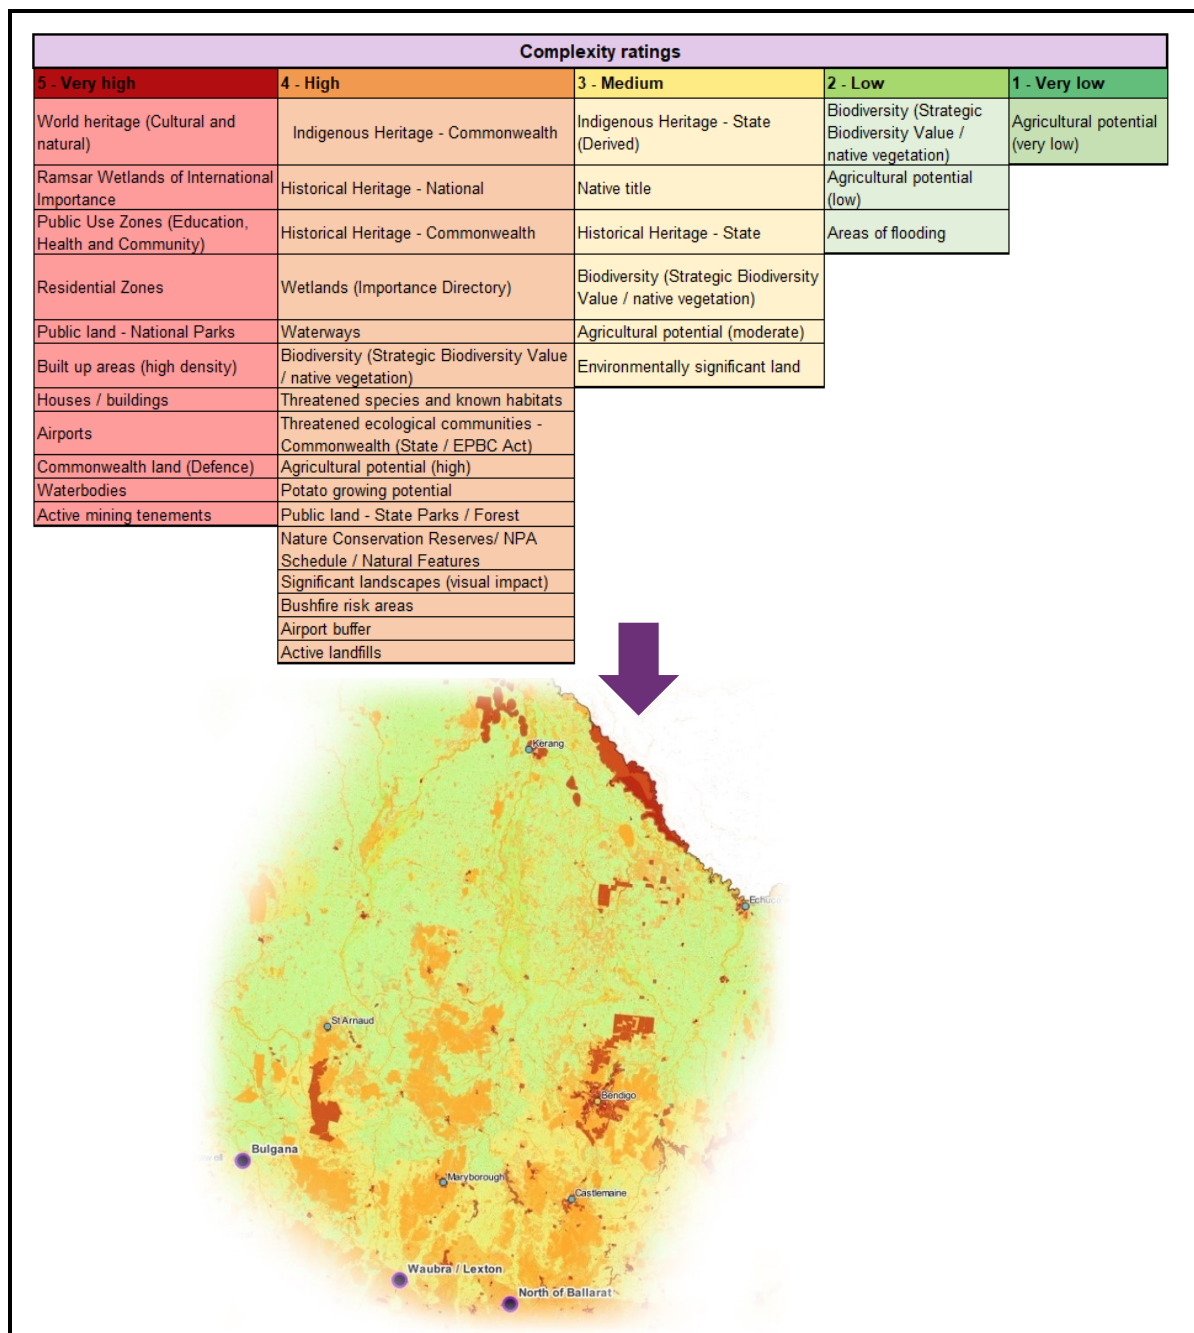 Complexity ratings
5 - Very high
4 - High
3 - Medium
2 - Low
1 - Very low
World heritage (Cultural and
natural)
Indigenous Heritage - Commonwealth
Indigenous Heritage - State
(Derived)
Biodiversity (Strategic
Biodiversity Value /
native vegetation)
Agricultural potential
(very low)
Ramsar Wetlands of International
Importance
Historical Heritage - National
Native title
Agricultural potential
(low)
Public Use Zones (Education,
Health and Community)
Historical Heritage - Commonwealth
Historical Heritage - State
Areas of flooding
Residential Zones
Wetlands (Importance Directory)
Biodiversity (Strategic Biodiversity
Value / native vegetation)
Public land - National Parks
Waterways
Agricultural potential (moderate)
Built up areas (high density)
Biodiversity (Strategic Biodiversity Value
/ native vegetation)
Environmentally significant land
Houses / buildings
Threatened species and known habitats
Airports
Threatened ecological communities -
Commonwealth (State / EPBC Act)
Commonwealth land (Defence)
Agricultural potential (high)
Waterbodies
Potato growing potential
Active mining tenements
Public land - State Parks / Forest
Nature Conservation Reserves/ NPA
Schedule / Natural Features
Significant landscapes (visual impact)
Bushfire risk areas
Airport buffer
Active landfills
Kerang
Echuca
St Arnaud
Bendigo
Bulgana
Maryborough
Castlemaine
Waubra / Lexton
North of Ballarat